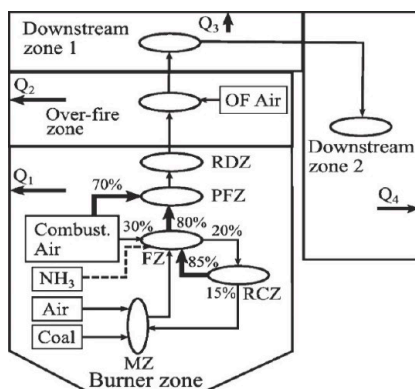 Q₃
Downstream
zone 1
Q₂
OF Air
Over-fire
zone
Downstream
zone 2
RDZ
Q₁
70%
PFZ
Q₄
Combust.
Air
30%
80%
20%
FZ
85%
NH₃
15%
RCZ
Air
Coal
MZ
Burner zone